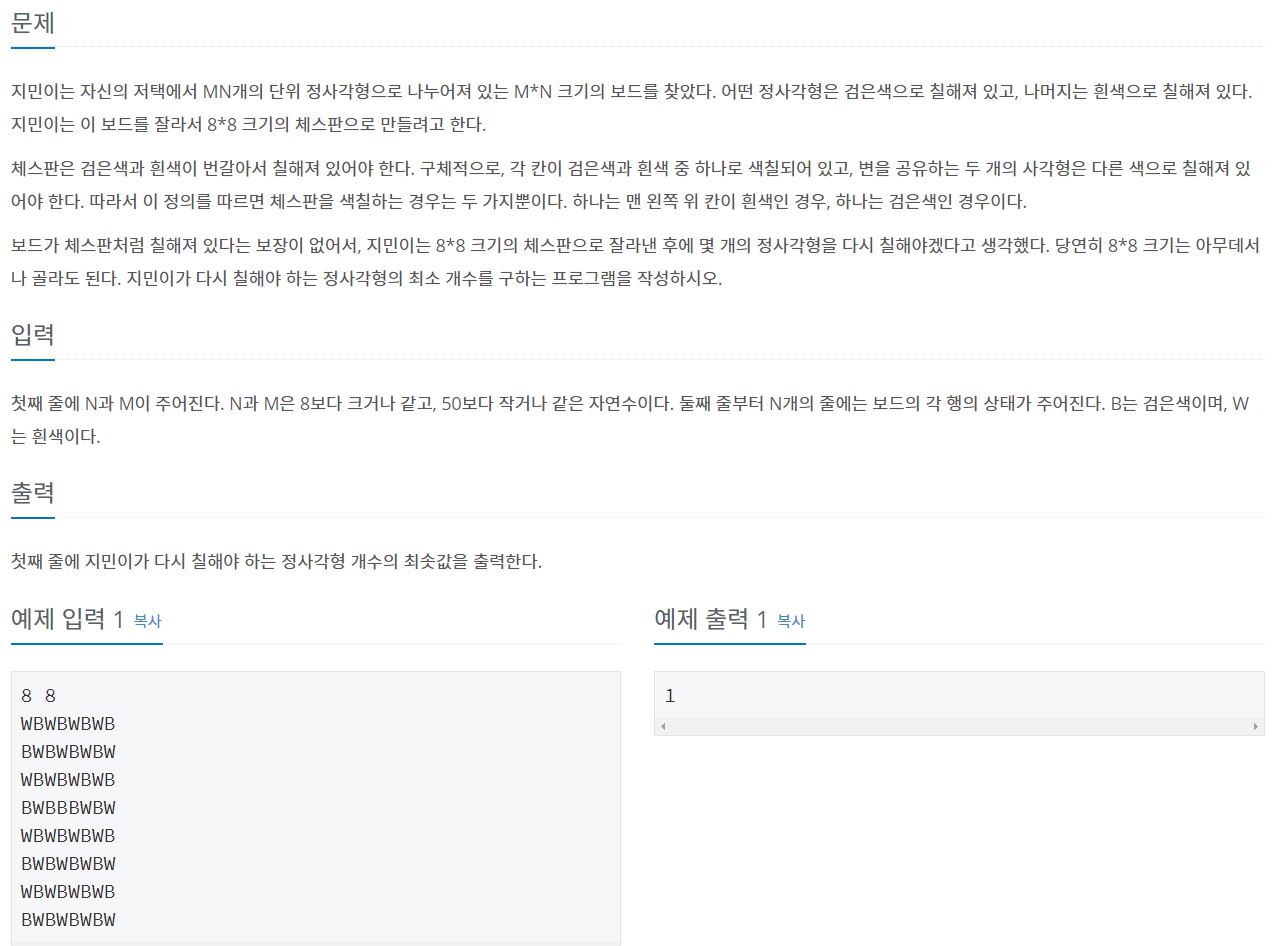 문제
지민이는 자신의 저택에서 MN개의 단위 정사각형으로 나누어져 있는 M*N 크기의 보드를 찾았다. 어떤 정사각형은 검은색으로 칠해져 있고, 나머지는 흰색으로 칠해져 있다.
지민이는 이 보드를 잘라서 8*8 크기의 체스판으로 만들려고 한다.
체스판은 검은색과 흰색이 번갈아서 칠해져 있어야 한다. 구체적으로, 각 칸이 검은색과 흰색 중 하나로 색칠되어 있고, 변을 공유하는 두 개의 사각형은 다른 색으로 칠해져 있
어야 한다. 따라서 이 정의를 따르면 체스판을 색칠하는 경우는 두 가지뿐이다. 하나는 맨 왼쪽 위 칸이 흰색인 경우, 하나는 검은색인 경우이다.
보드가 체스판처럼 칠해져 있다는 보장이 없어서, 지민이는 8*8 크기의 체스판으로 잘라낸 후에 몇 개의 정사각형을 다시 칠해야겠다고 생각했다. 당연히 8*8 크기는 아무데서
나 골라도 된다. 지민이가 다시 칠해야 하는 정사각형의 최소 개수를 구하는 프로그램을 작성하시오.
입력
첫째 줄에 N과 M이 주어진다. N과 M은 8보다 크거나 같고, 50보다 작거나 같은 자연수이다. 둘째 줄부터 N개의 줄에는 보드의 각 행의 상태가 주어진다. B는 검은색이며, W
는 흰색이다.
출력
첫째 줄에 지민이가 다시 칠해야 하는 정사각형 개수의 최솟값을 출력한다.
예제 입력 1 복사
8 8
WBWBWBWB
BWBWBWBW
WBWBWBWB
BWBBBWBW
WBWBWBWB
BWBWBWBW
WBWBWBWB
BWBWBWBW
예제 출력 1 복사
1